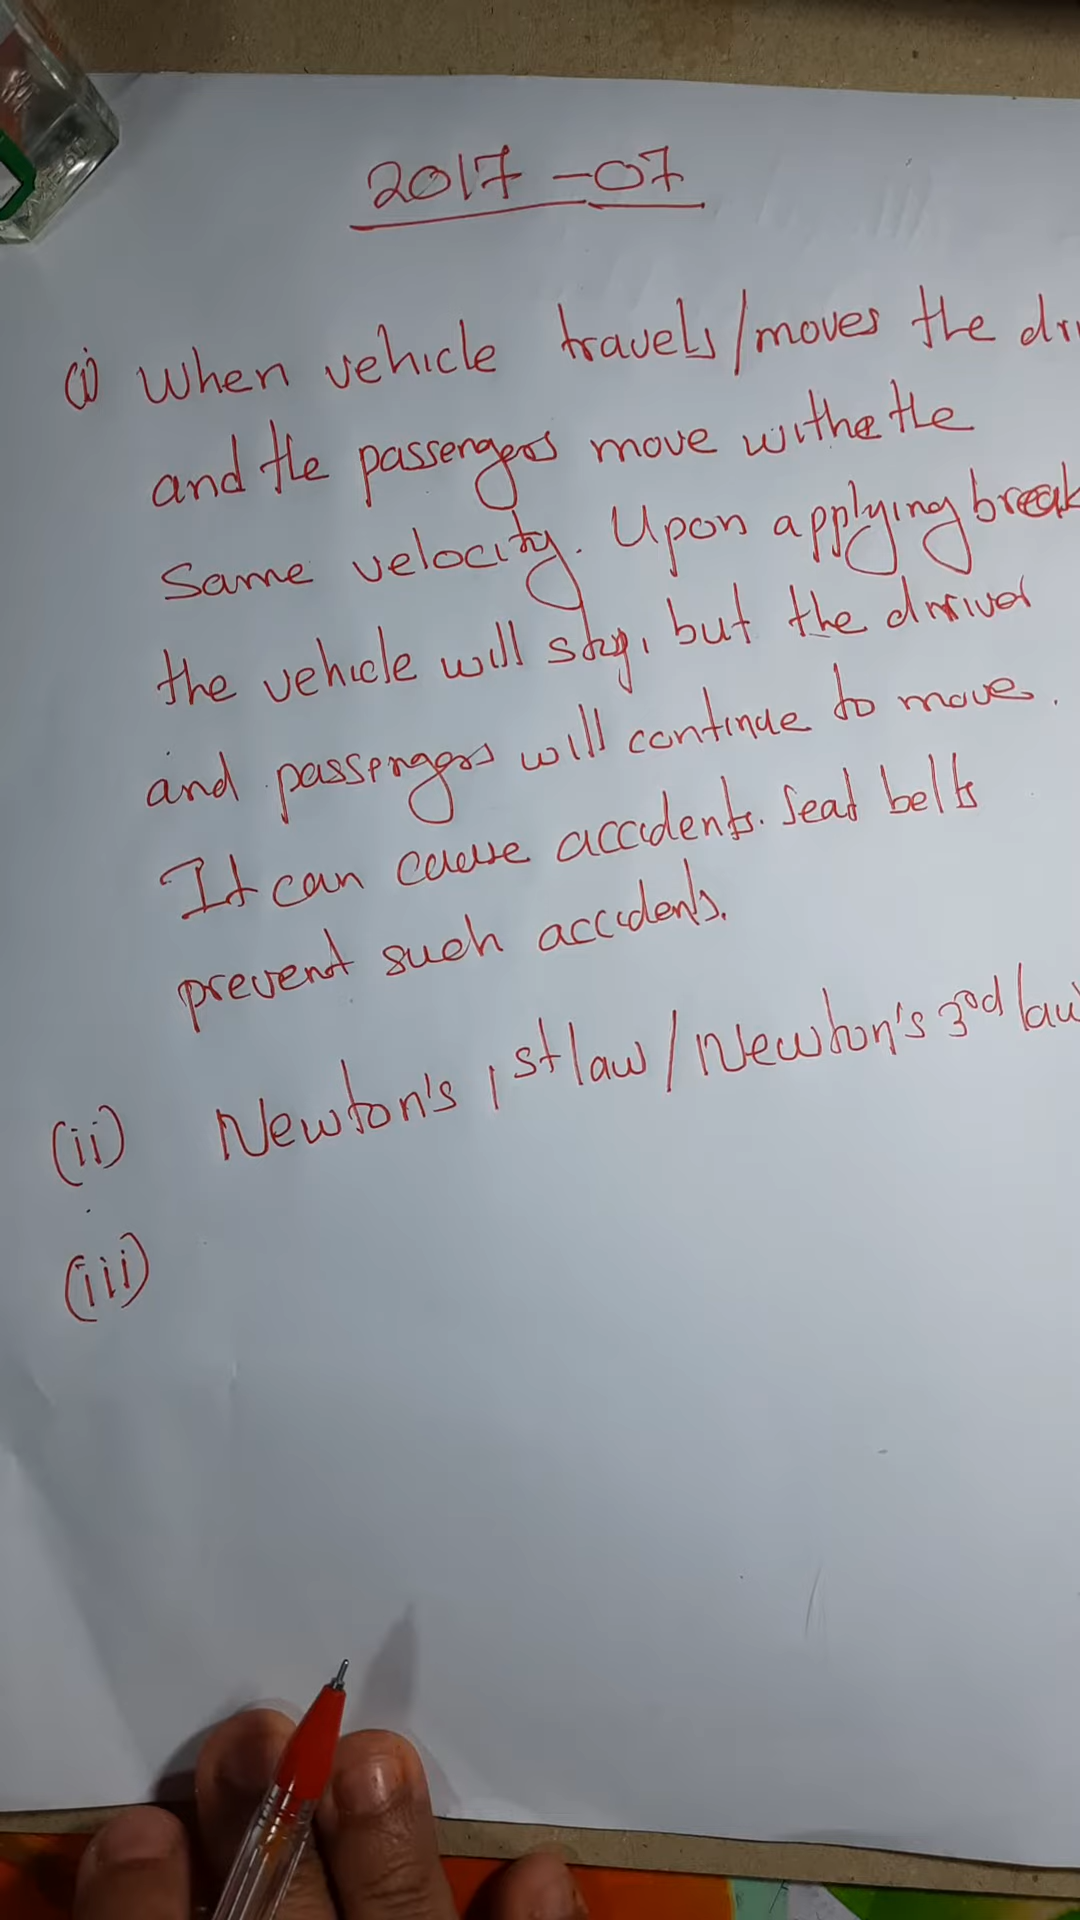 2017 - 07
(i) When vehicle travels/moves the dri
and the passengers move withe the
same velocity. Upon applying break
the vehicle will stop, but the driver
and passengers will continue to move.
It can cause accidents. Seat belts
prevent such accidents.
(ii) Newton's 1st law / Newton's 3rd law
(iii)